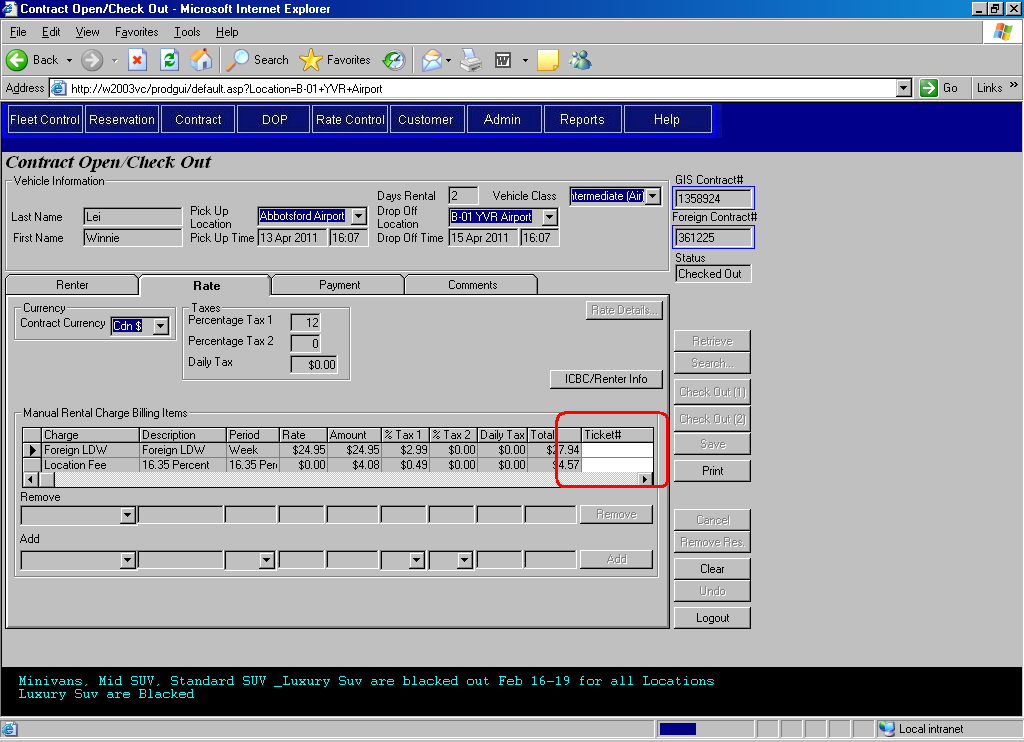 Contract Open/Check Out - Microsoft Internet Explorer
File Edit View Favorites Tools Help
Back Search Favorites
Address http://w2003vc/prodgui/default.asp?Location=B-01+YVR+Airport Go Links »
Fleet Control Reservation Contract DOP Rate Control Customer Admin Reports Help
Contract Open/Check Out
Vehicle Information
GIS Contract#
Days Rental 2 Vehicle Class ntermediate (Air)
1358924
Last Name Lei Pick Up Location Abbotsford Airport Drop Off Location B-01 YVR Airport
Foreign Contract#
First Name Winnie Pick Up Time 13 Apr 2011 16:07 Drop Off Time 15 Apr 2011 16:07
361225
Status
Checked Out
Renter Rate Payment Comments
Currency Taxes
Contract Currency Cdn $ Percentage Tax 1 12 Rate Details...
Percentage Tax 2 0
Daily Tax $0.00
ICBC/Renter Info
Retrieve
Search...
Check Out (1)
Check Out (2)
Save
Print
Manual Rental Charge Billing Items
Charge Description Period Rate Amount % Tax 1 % Tax 2 Daily Tax Total Ticket#
Foreign LDW Foreign LDW Week $24.95 $24.95 $2.99 $0.00 $0.00 $27.94
Location Fee 16.35 Percent 16.35 Per $0.00 $4.08 $0.49 $0.00 $0.00 $4.57
Remove
Remove
Add
Add
Cancel
Remove Res.
Clear
Undo
Logout
Minivans, Mid SUV, Standard SUV _Luxury Suv are blacked out Feb 16-19 for all Locations
Luxury Suv are Blacked
Local intranet